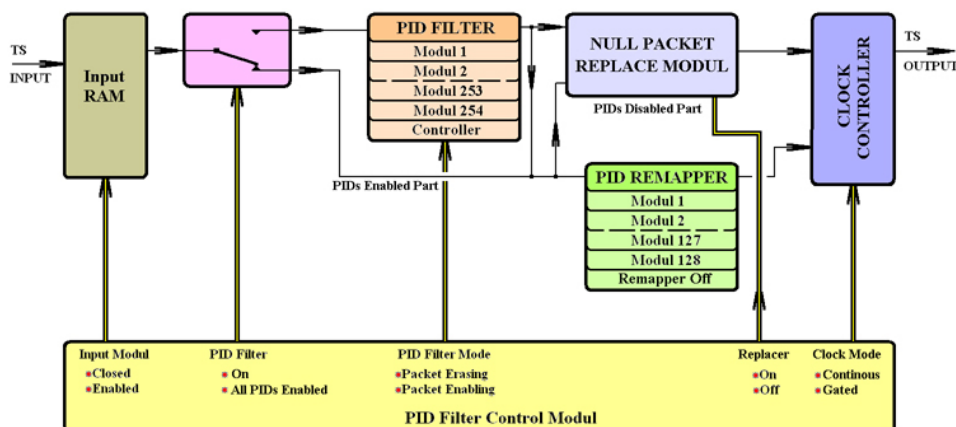 TS
INPUT
Input
RAM
PID FILTER
Modul 1
Modul 2
Modul 253
Modul 254
Controller
NULL PACKET
REPLACE MODUL
PIDs Disabled Part
CLOCK
CONTROLLER
TS
OUTPUT
PIDs Enabled Part
PID REMAPPER
Modul 1
Modul 2
Modul 127
Modul 128
Remapper Off
Input Modul
Closed
Enabled
PID Filter
On
All PIDs Enabled
PID Filter Mode
Packet Erasing
Packet Enabling
Replacer
On
Off
Clock Mode
Continous
Gated
PID Filter Control Modul